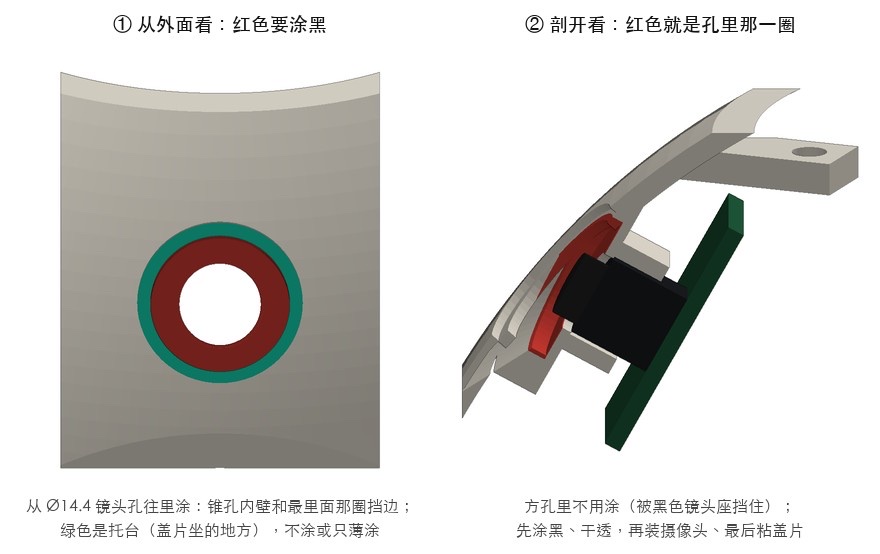 ① 从外面看：红色要涂黑
② 剖开看：红色就是孔里那一圈
从 Ø14.4 镜头孔往里涂：锥孔内壁和最里面那圈挡边；
绿色是托台（盖片坐的地方），不涂或只薄涂
方孔里不用涂（被黑色镜头座挡住）；
先涂黑、干透，再装摄像头、最后粘盖片